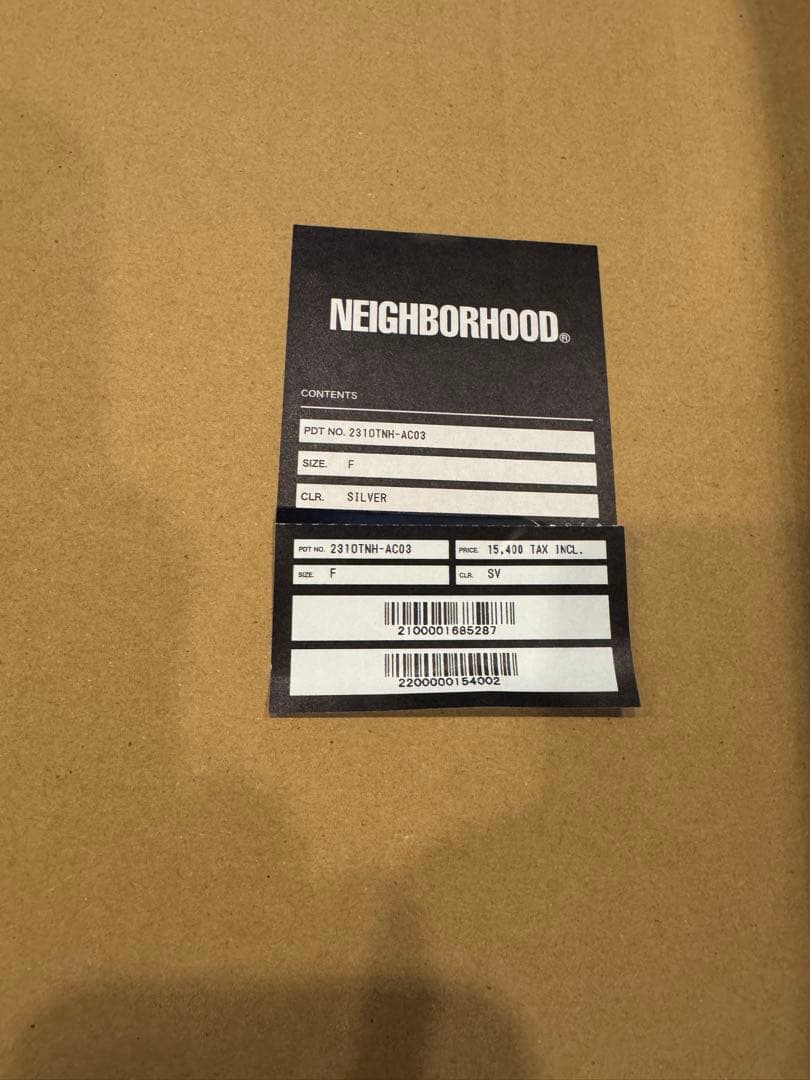 NEIGHBORHOOD®
CONTENTS
PDT NO. 231OTNH-AC03
SIZE. F
CLR. SILVER
PDT NO. 231OTNH-AC03 PRICE. 15,400 TAX INCL.
SIZE. F CLR. SV
2100001685287
2200000154002